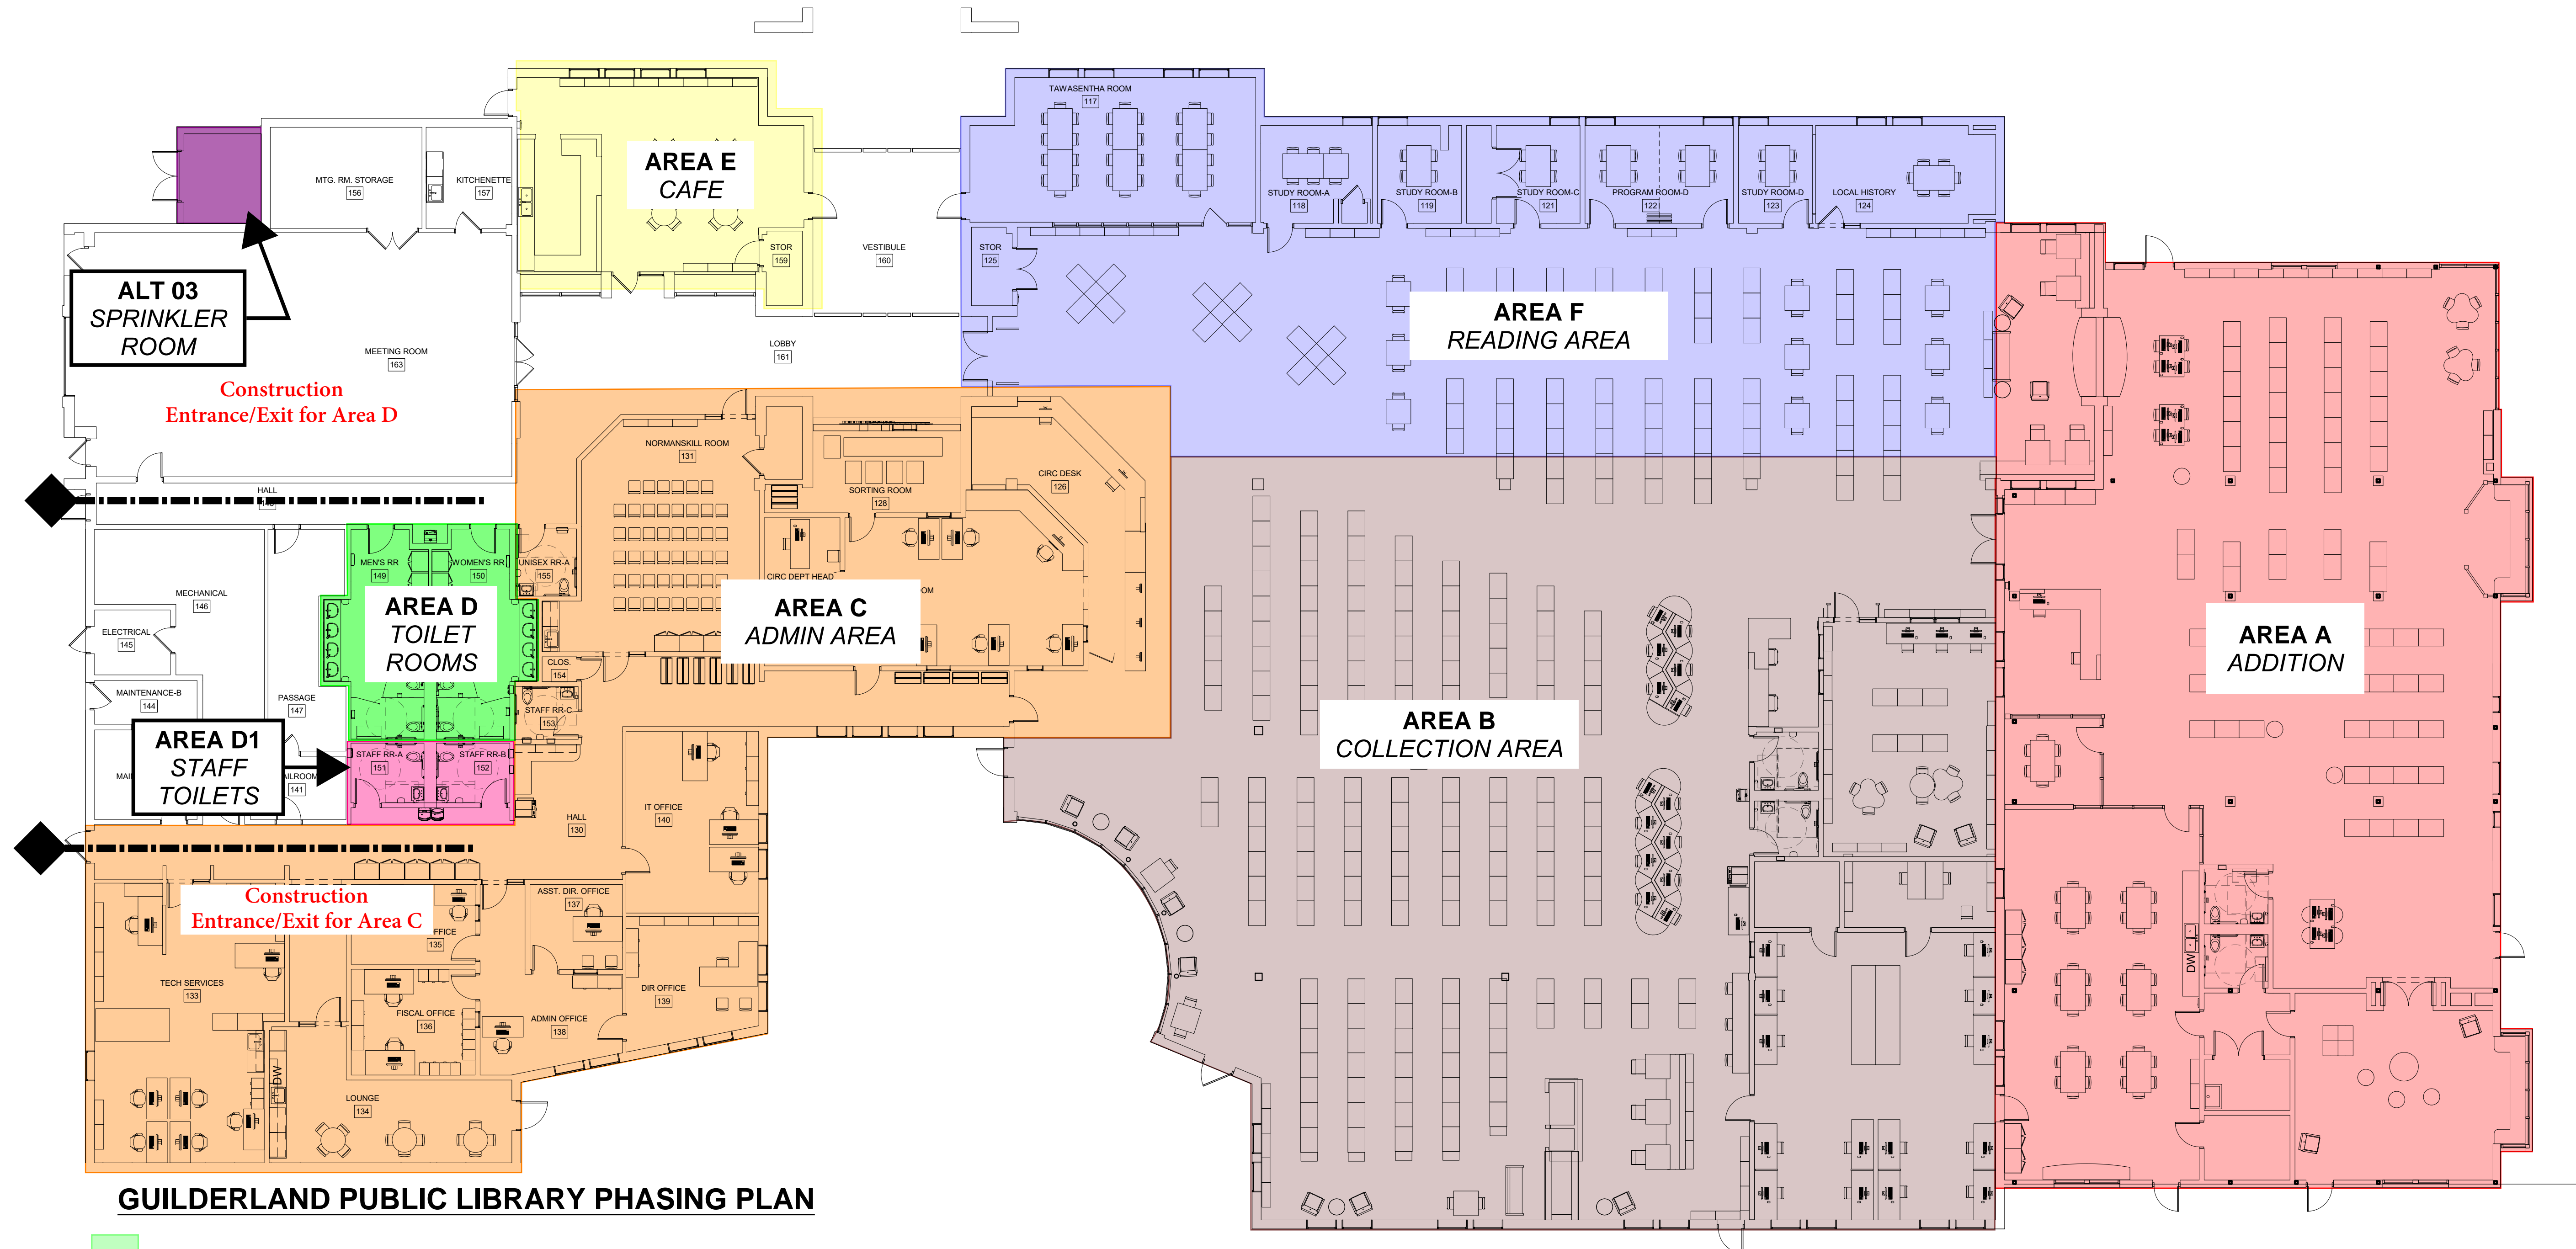 TAWASENTHA ROOM
117
AREA E
CAFE
MTG. RM. STORAGE
156
KITCHENETTE
157
STUDY ROOM-A
118
STUDY ROOM-B
119
STUDY ROOM-C
121
PROGRAM ROOM-D
122
STUDY ROOM-D
123
LOCAL HISTORY
124
STOR
159
VESTIBULE
160
STOR
125
ALT 03
SPRINKLER
ROOM
AREA F
READING AREA
MEETING ROOM
163
LOBBY
161
Construction
Entrance/Exit for Area D
NORMANSKILL ROOM
131
CIRC DESK
126
SORTING ROOM
128
HALL
MEN'S RR
149
WOMEN'S RR
150
UNISEX RR-A
155
CIRC DEPT HEAD
OM
MECHANICAL
146
AREA D
TOILET
ROOMS
AREA C
ADMIN AREA
AREA A
ADDITION
ELECTRICAL
145
CLOS.
154
MAINTENANCE-B
144
PASSAGE
147
STAFF RR-C
153
AREA B
COLLECTION AREA
AREA D1
STAFF
TOILETS
STAFF RR-A
151
STAFF RR-B
152
MAI
AILROOM
141
IT OFFICE
140
HALL
130
Construction
Entrance/Exit for Area C
ASST. DIR. OFFICE
137
FFICE
135
TECH SERVICES
133
DIR OFFICE
139
FISCAL OFFICE
136
ADMIN OFFICE
138
DW
DW
LOUNGE
134
GUILDERLAND PUBLIC LIBRARY PHASING PLAN